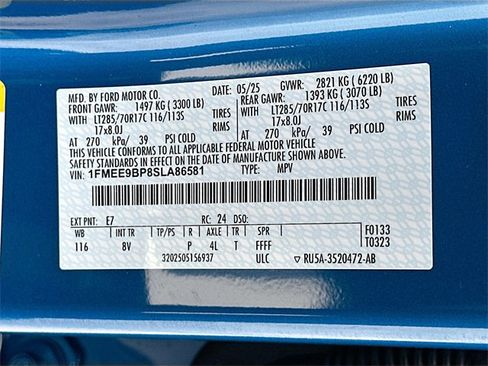 MFD. BY FORD MOTOR CO. DATE: 05/25 GVWR: 2821 KG ( 6220 LB)
FRONT GAWR: 1497 KG ( 3300 LB) REAR GAWR: 1393 KG ( 3070 LB)
WITH LT285/70R17C 116/113S WITH LT285/70R17C 116/113S
17x8.0J 17x8.0J
AT 270 kPa/ 39 PSI COLD AT 270 kPa/ 39 PSI COLD
THIS VEHICLE CONFORMS TO ALL APPLICABLE FEDERAL MOTOR VEHICLE
SAFETY STANDARDS IN EFFECT ON THE DATE OF MANUFACTURE SHOWN ABOVE.
VIN: 1FMEE9BP8SLA86581 TYPE: MPV
EXT PNT: E7 RC: 24 DSO: F0133
WB INT TR TP/PS R AXLE TR SPR T0323
116 8V P 4L T FFFF
3202505156937 ULC ▽ RU5A-3520472-AB